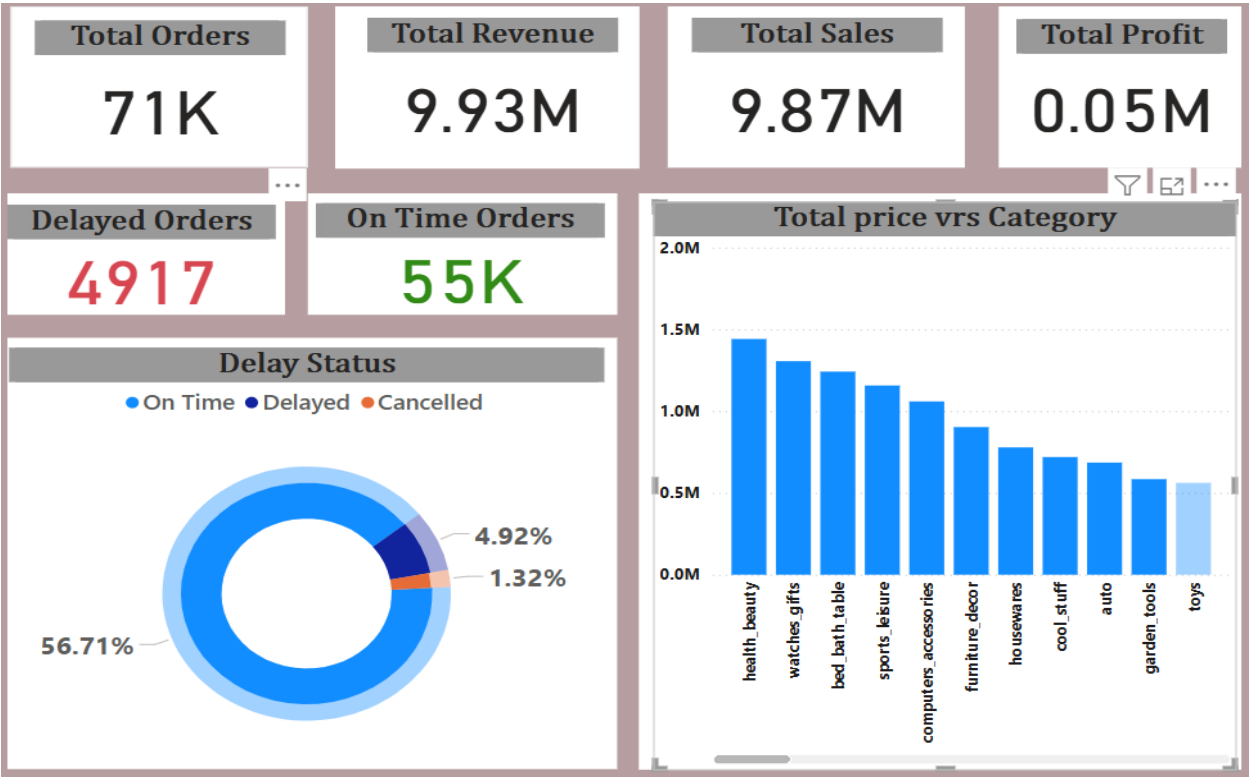 Total Orders
71K
Total Revenue
9.93M
Total Sales
9.87M
Total Profit
0.05M
Delayed Orders
4917
On Time Orders
55K
Delay Status
On Time Delayed Cancelled
4.92%
1.32%
56.71%
Total price vrs Category
2.0M
1.5M
1.0M
0.5M
0.0M
health_beauty
watches_gifts
bed_bath_table
sports_leisure
computers_accessories
furniture_decor
housewares
cool_stuff
auto
garden_tools
toys